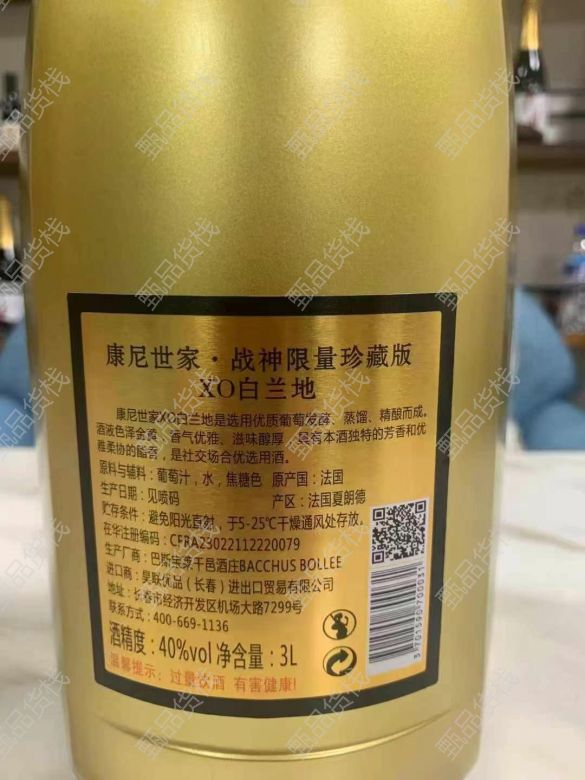 康尼世家·战神限量珍藏版
XO白兰地
康尼世家XO白兰地是选用优质葡萄发酵、蒸馏、精酿而成。
酒液色泽金黄、香气优雅、滋味醇厚、具有本酒独特的芳香和优
雅柔协的酯香，是社交场合优选用酒。
原料与辅料：葡萄汁，水，焦糖色 原产国：法国
生产日期：见喷码 产区：法国夏朗德
贮存条件：避免阳光直射，于5-25℃干燥通风处存放。
在华注册编号：CFRA23022112220079
生产厂商：巴斯宝莱干邑酒庄BACCHUS BOLLEE
进口商：昊联优品（长春）进出口贸易有限公司
地址：长春市经济开发区机场大路7299号
联系方式：400-669-1136
酒精度：40%vol 净含量：3L
温馨提示：过量饮酒 有害健康!
甄品货栈